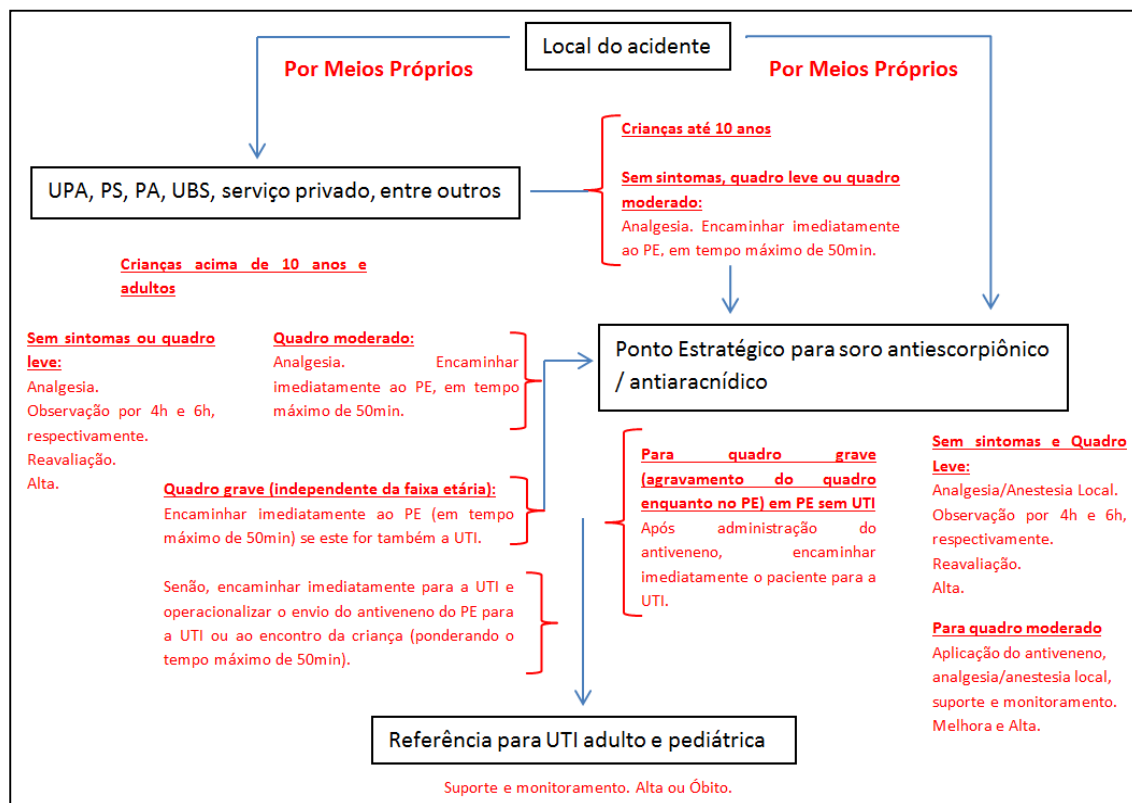 Local do acidente
Por Meios Próprios
Por Meios Próprios
Crianças até 10 anos
Sem sintomas, quadro leve ou quadro
moderado:
Analgesia. Encaminhar imediatamente
ao PE, em tempo máximo de 50min.
UPA, PS, PA, UBS, serviço privado, entre outros
Crianças acima de 10 anos e
adultos
Sem sintomas ou quadro
leve:
Analgesia.
Observação por 4h e 6h,
respectivamente.
Reavaliação.
Alta.
Quadro moderado:
Analgesia. Encaminhar
imediatamente ao PE, em tempo
máximo de 50min.
Ponto Estratégico para soro antiescorpiônico
/ antiaracnídico
Quadro grave (independente da faixa etária):
Encaminhar imediatamente ao PE (em tempo
máximo de 50min) se este for também a UTI.
Senão, encaminhar imediatamente para a UTI e
operacionalizar o envio do antiveneno do PE para
a UTI ou ao encontro da criança (ponderando o
tempo máximo de 50min).
Para quadro grave
(agravamento do quadro
enquanto no PE) em PE sem UTI
Após administração do
antiveneno, encaminhar
imediatamente o paciente para a
UTI.
Sem sintomas e Quadro
Leve:
Analgesia/Anestesia Local.
Observação por 4h e 6h,
respectivamente.
Reavaliação.
Alta.
Para quadro moderado
Aplicação do antiveneno,
analgesia/anestesia local,
suporte e monitoramento.
Melhora e Alta.
Referência para UTI adulto e pediátrica
Suporte e monitoramento. Alta ou Óbito.